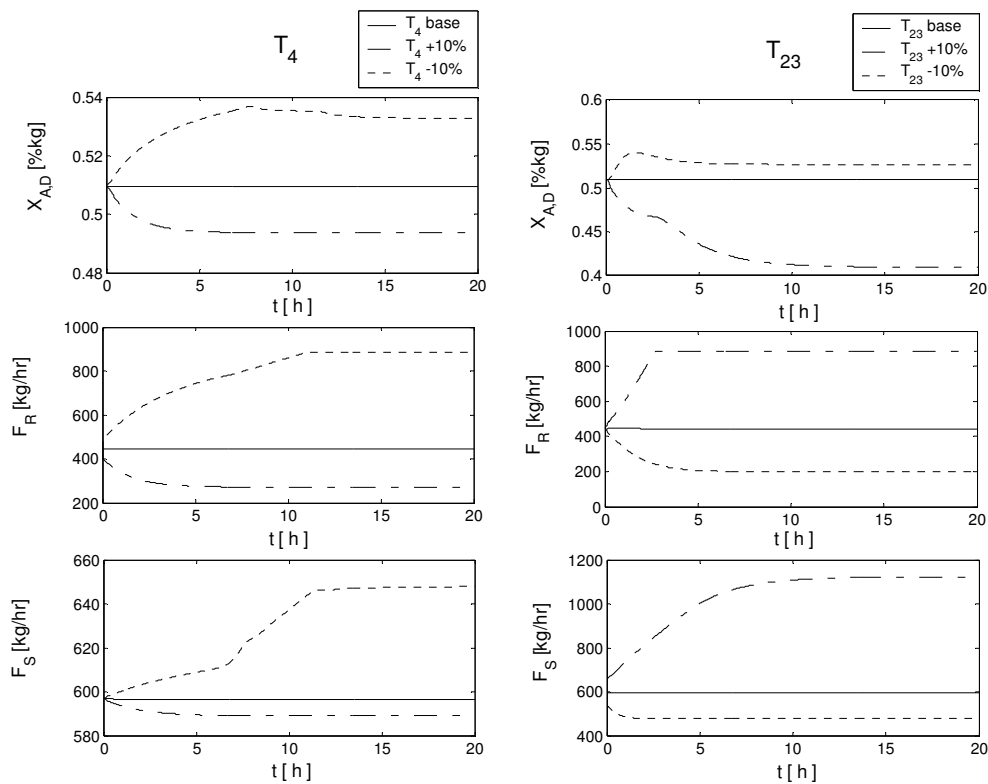 T4
T4 base
T4 +10%
T4 -10%
T23
T23 base
T23 +10%
T23 -10%
XA,D [%kg]
0.54
0.52
0.5
0.48
0 5 10 15 20
t [ h ]
XA,D [%kg]
0.6
0.55
0.5
0.45
0.4
0 5 10 15 20
t [ h ]
FR [kg/hr]
1000
800
600
400
200
0 5 10 15 20
t [ h ]
FR [kg/hr]
1000
800
600
400
200
0
0 5 10 15 20
t [ h ]
FS [kg/hr]
660
640
620
600
580
0 5 10 15 20
t [ h ]
FS [kg/hr]
1200
1000
800
600
400
0 5 10 15 20
t [ h ]